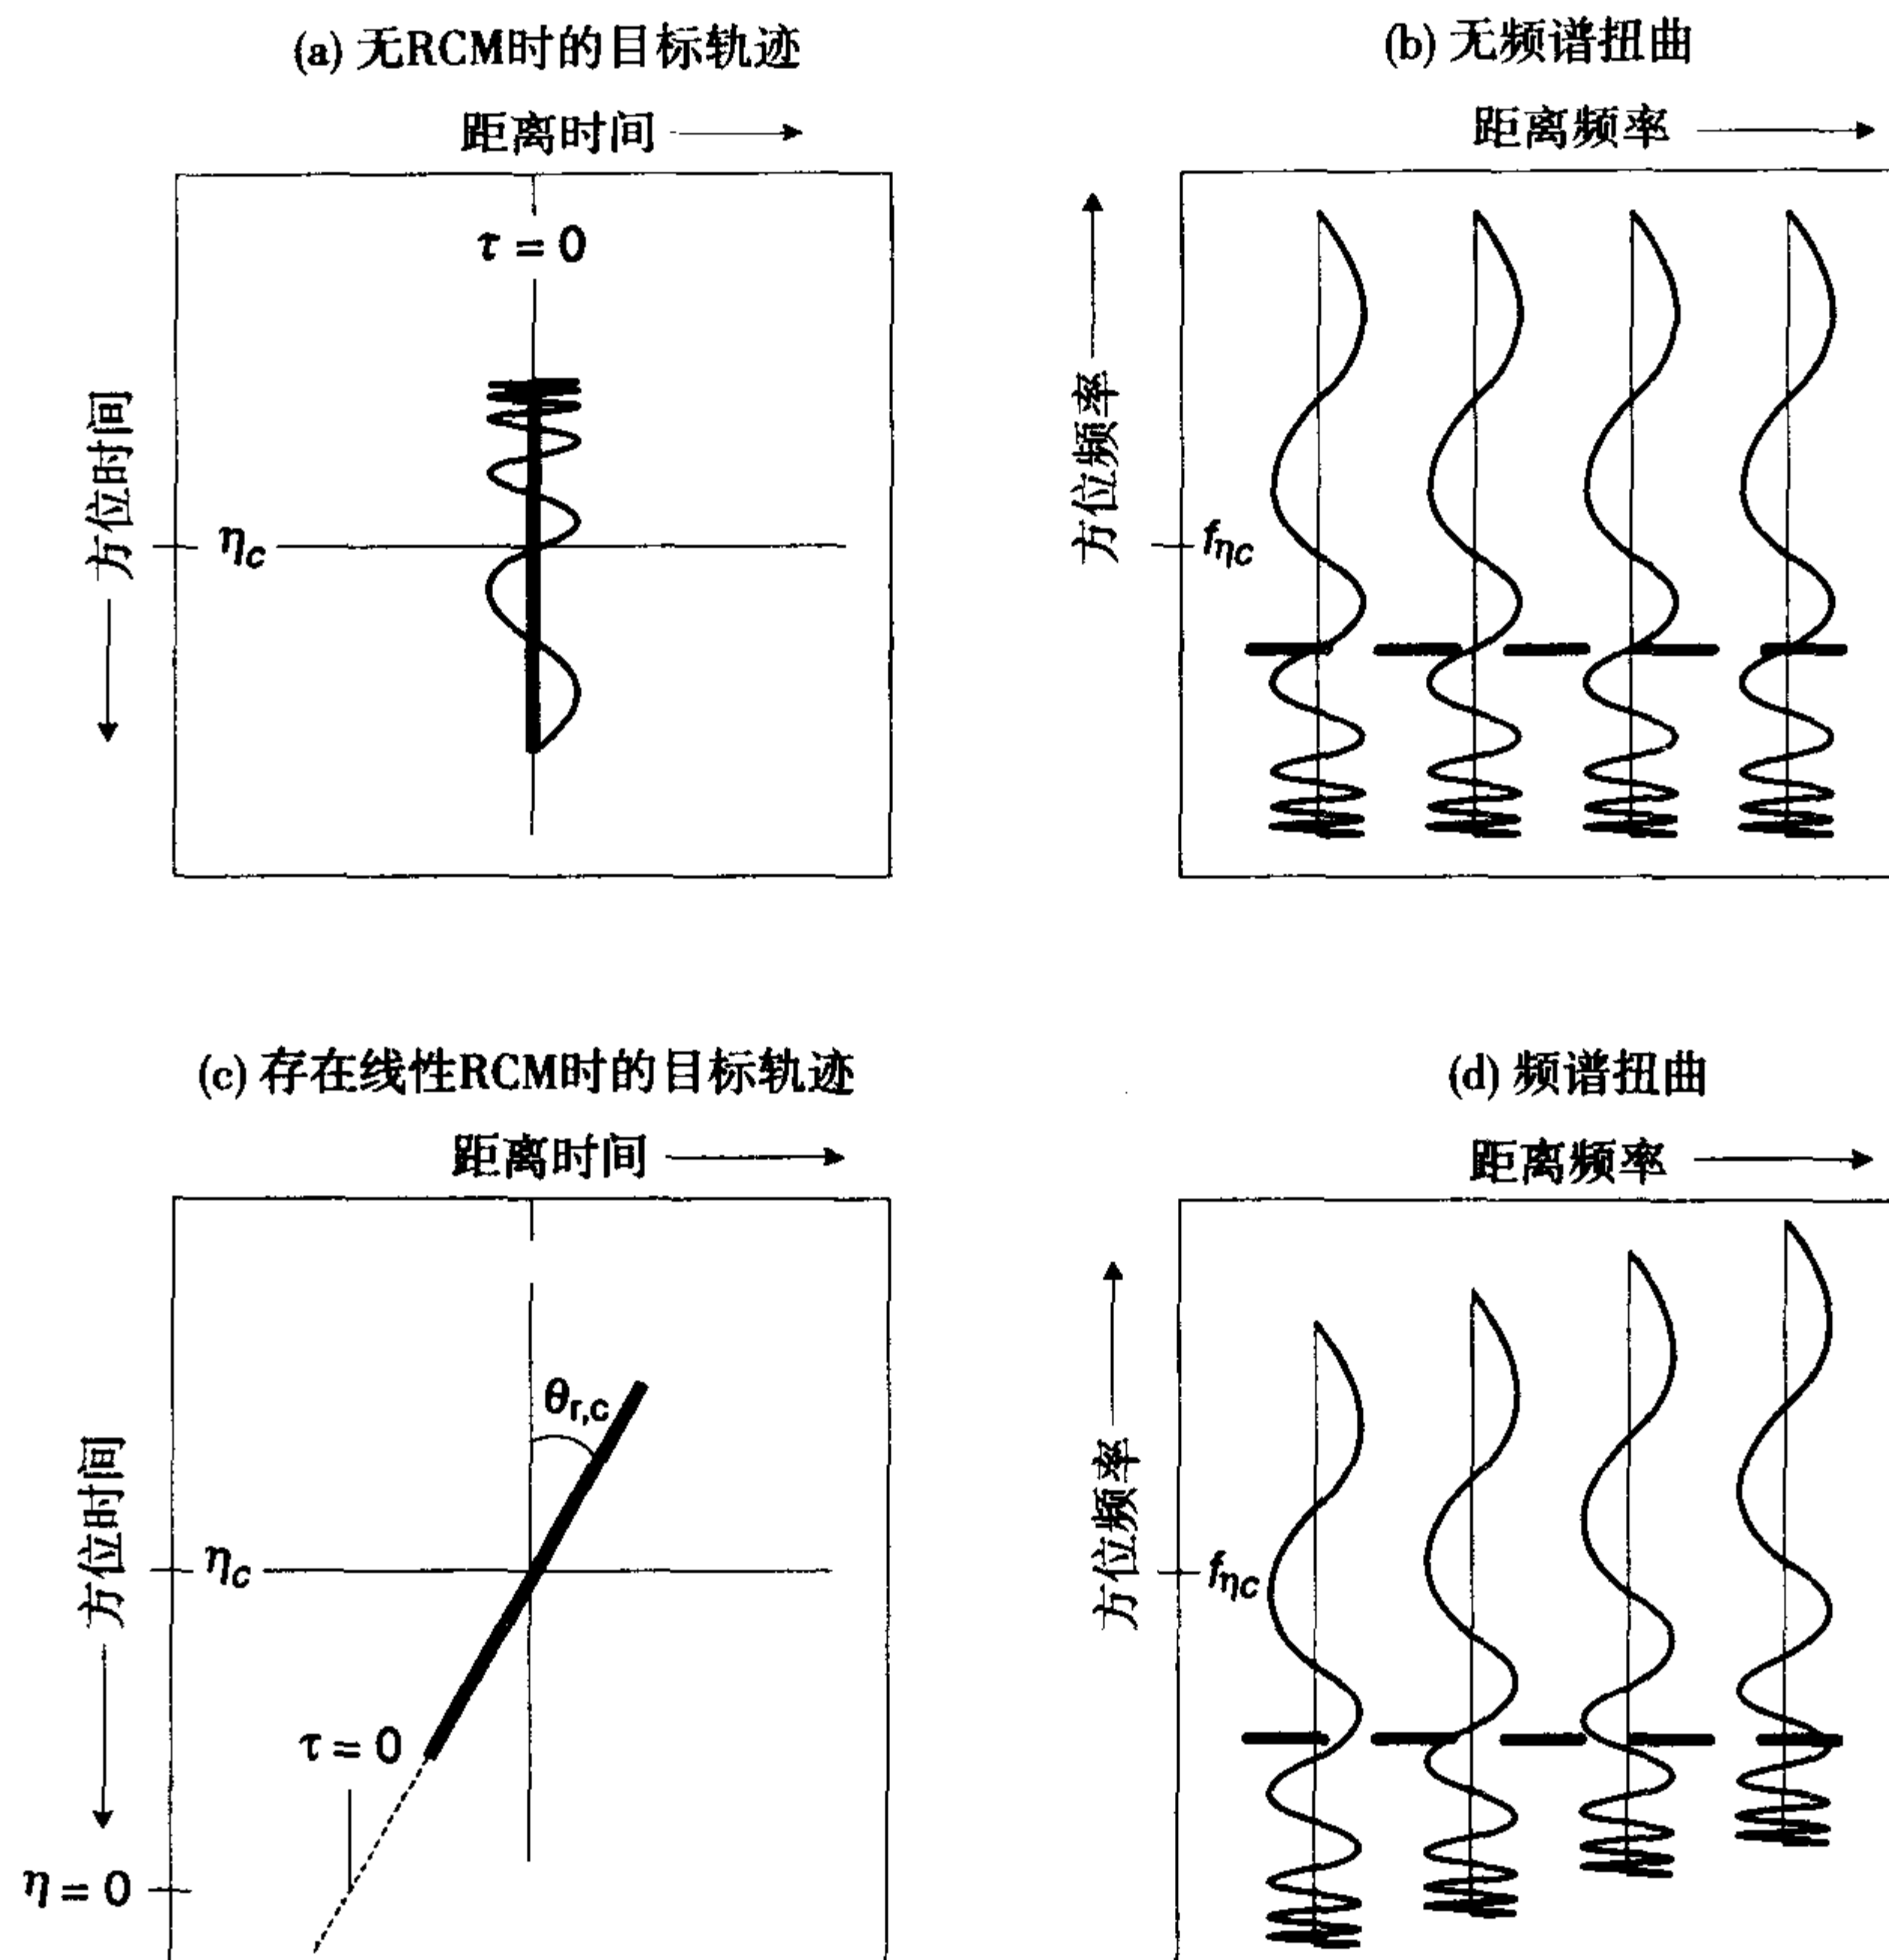 (a) 无RCM时的目标轨迹
距离时间
τ = 0
方位时间
η_c
(b) 无频谱扭曲
距离频率
方位频率
f_ηc
(c) 存在线性RCM时的目标轨迹
距离时间
θ_r,c
方位时间
η_c
τ = 0
η = 0
(d) 频谱扭曲
距离频率
方位频率
f_ηc